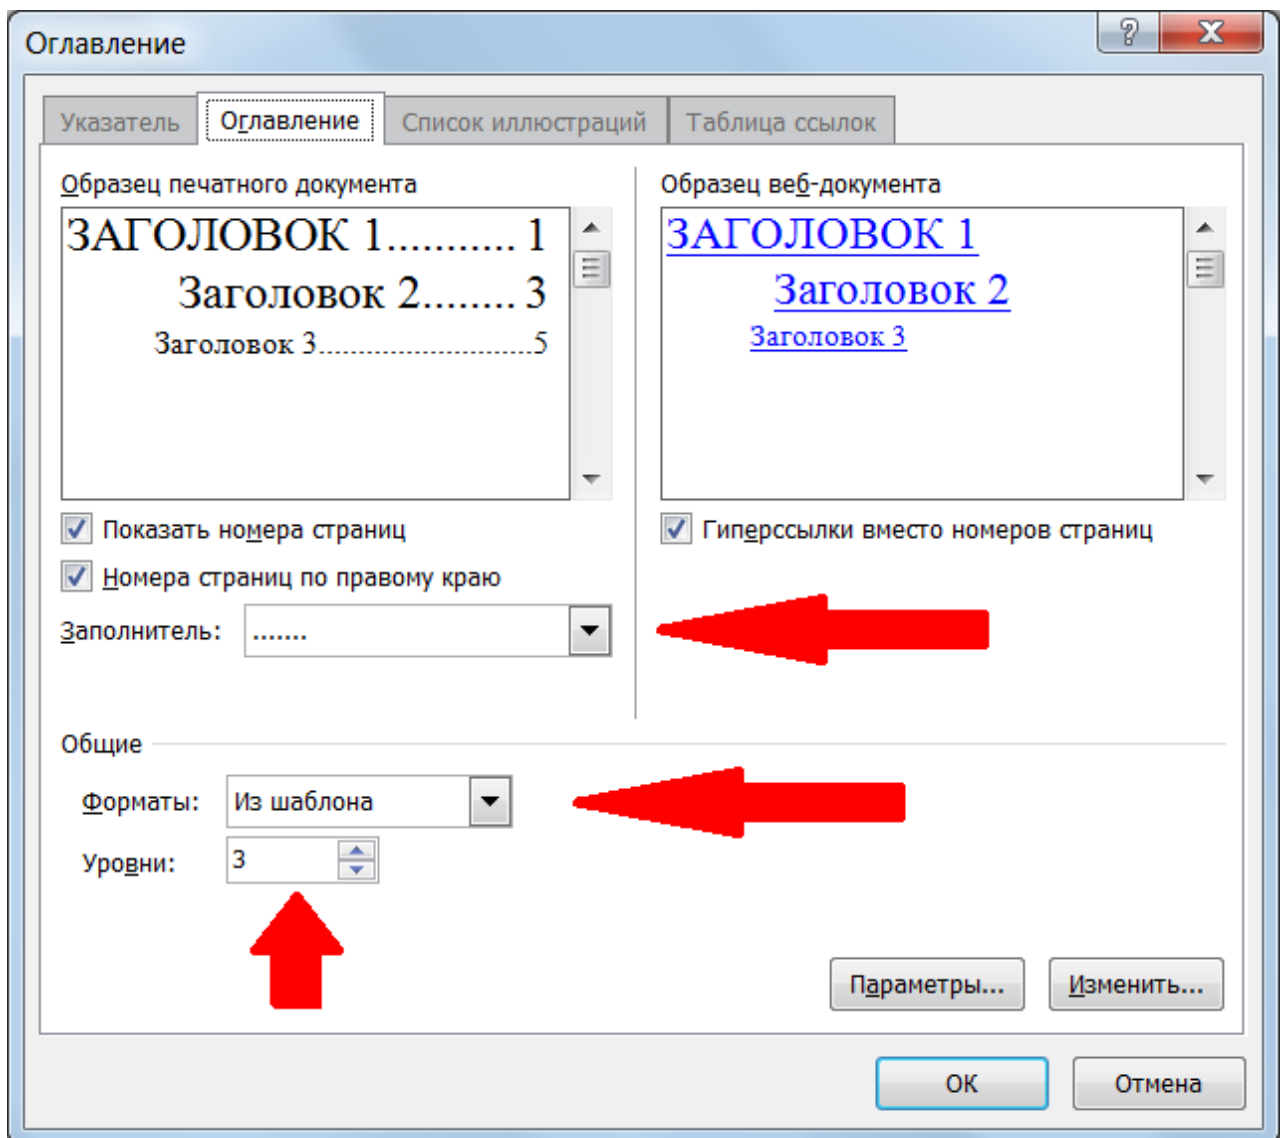 Оглавление
Указатель Оглавление Список иллюстраций Таблица ссылок
Образец печатного документа
ЗАГОЛОВОК 1........... 1
Заголовок 2........ 3
Заголовок 3...........................5
Образец веб-документа
ЗАГОЛОВОК 1
Заголовок 2
Заголовок 3
Показать номера страниц
Номера страниц по правому краю
Заполнитель: .......
Гиперссылки вместо номеров страниц
Общие
Форматы: Из шаблона
Уровни: 3
Параметры... Изменить...
ОК Отмена